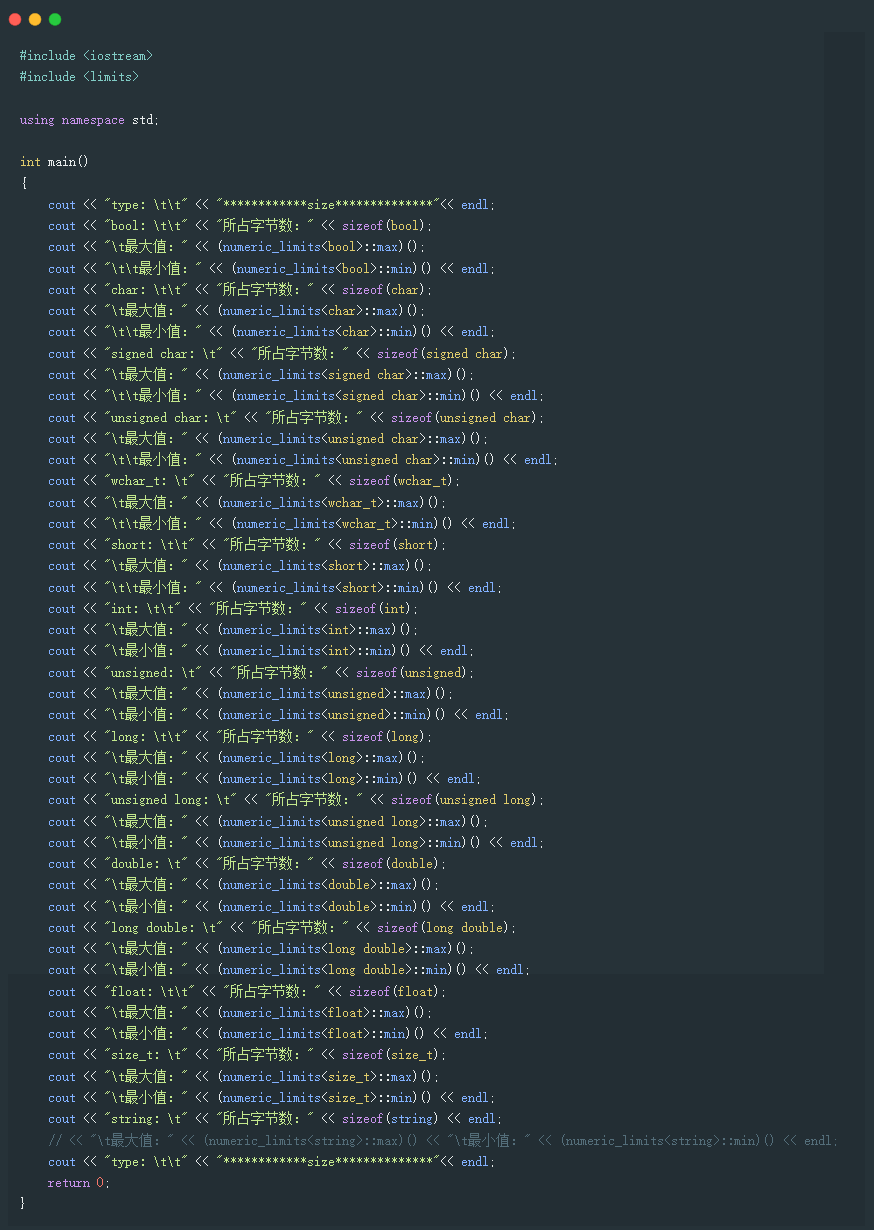 #include <iostream>
#include <limits>
using namespace std;
int main()
{
cout << "type: \t\t" << "************size**************"<< endl;
cout << "bool: \t\t" << "所占字节数：" << sizeof(bool);
cout << "\t最大值：" << (numeric_limits<bool>::max)();
cout << "\t\t最小值：" << (numeric_limits<bool>::min)() << endl;
cout << "char: \t\t" << "所占字节数：" << sizeof(char);
cout << "\t最大值：" << (numeric_limits<char>::max)();
cout << "\t\t最小值：" << (numeric_limits<char>::min)() << endl;
cout << "signed char: \t" << "所占字节数：" << sizeof(signed char);
cout << "\t最大值：" << (numeric_limits<signed char>::max)();
cout << "\t\t最小值：" << (numeric_limits<signed char>::min)() << endl;
cout << "unsigned char: \t" << "所占字节数：" << sizeof(unsigned char);
cout << "\t最大值：" << (numeric_limits<unsigned char>::max)();
cout << "\t\t最小值：" << (numeric_limits<unsigned char>::min)() << endl;
cout << "wchar_t: \t" << "所占字节数：" << sizeof(wchar_t);
cout << "\t最大值：" << (numeric_limits<wchar_t>::max)();
cout << "\t\t最小值：" << (numeric_limits<wchar_t>::min)() << endl;
cout << "short: \t\t" << "所占字节数：" << sizeof(short);
cout << "\t最大值：" << (numeric_limits<short>::max)();
cout << "\t\t最小值：" << (numeric_limits<short>::min)() << endl;
cout << "int: \t\t" << "所占字节数：" << sizeof(int);
cout << "\t最大值：" << (numeric_limits<int>::max)();
cout << "\t最小值：" << (numeric_limits<int>::min)() << endl;
cout << "unsigned: \t" << "所占字节数：" << sizeof(unsigned);
cout << "\t最大值：" << (numeric_limits<unsigned>::max)();
cout << "\t最小值：" << (numeric_limits<unsigned>::min)() << endl;
cout << "long: \t\t" << "所占字节数：" << sizeof(long);
cout << "\t最大值：" << (numeric_limits<long>::max)();
cout << "\t最小值：" << (numeric_limits<long>::min)() << endl;
cout << "unsigned long: \t" << "所占字节数：" << sizeof(unsigned long);
cout << "\t最大值：" << (numeric_limits<unsigned long>::max)();
cout << "\t最小值：" << (numeric_limits<unsigned long>::min)() << endl;
cout << "double: \t" << "所占字节数：" << sizeof(double);
cout << "\t最大值：" << (numeric_limits<double>::max)();
cout << "\t最小值：" << (numeric_limits<double>::min)() << endl;
cout << "long double: \t" << "所占字节数：" << sizeof(long double);
cout << "\t最大值：" << (numeric_limits<long double>::max)();
cout << "\t最小值：" << (numeric_limits<long double>::min)() << endl;
cout << "float: \t\t" << "所占字节数：" << sizeof(float);
cout << "\t最大值：" << (numeric_limits<float>::max)();
cout << "\t最小值：" << (numeric_limits<float>::min)() << endl;
cout << "size_t: \t" << "所占字节数：" << sizeof(size_t);
cout << "\t最大值：" << (numeric_limits<size_t>::max)();
cout << "\t最小值：" << (numeric_limits<size_t>::min)() << endl;
cout << "string: \t" << "所占字节数：" << sizeof(string) << endl;
// << "\t最大值：" << (numeric_limits<string>::max)() << "\t最小值：" << (numeric_limits<string>::min)() << endl;
cout << "type: \t\t" << "************size**************"<< endl;
return 0;
}